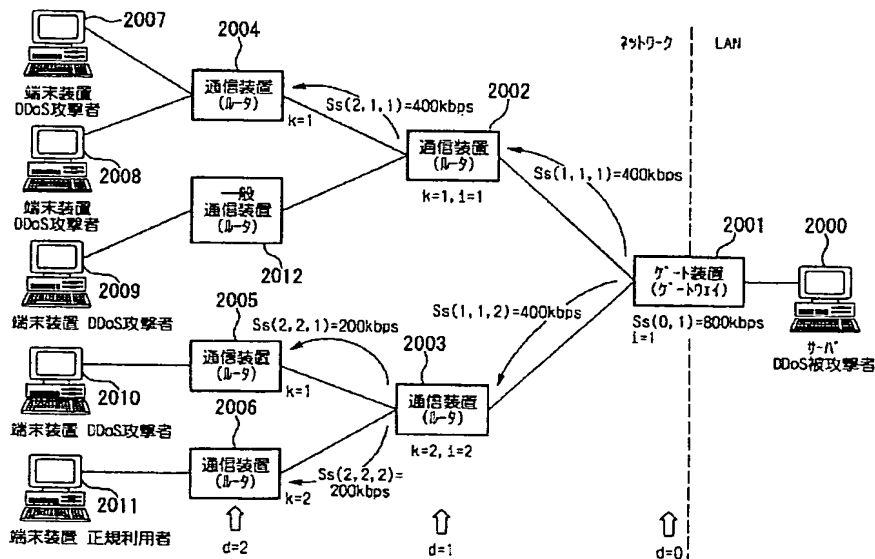 ネットワーク
LAN
2007
端末装置
DDoS攻撃者
2004
通信装置
(ルータ)
k=1
Ss(2,1,1)=400kbps
2002
通信装置
(ルータ)
k=1,i=1
Ss(1,1,1)=400kbps
2008
端末装置
DDoS攻撃者
一般
通信装置
(ルータ)
2012
2001
ゲート装置
(ゲートウェイ)
Ss(0,1)=800kbps
i=1
2000
サーバ
DDoS被攻撃者
2009
端末装置 DDoS攻撃者
2005
通信装置
(ルータ)
k=1
Ss(2,2,1)=200kbps
Ss(1,1,2)=400kbps
2003
通信装置
(ルータ)
k=2,i=2
2010
端末装置 DDoS攻撃者
2006
通信装置
(ルータ)
k=2
Ss(2,2,2)=
200kbps
2011
端末装置 正規利用者
d=2
d=1
d=0